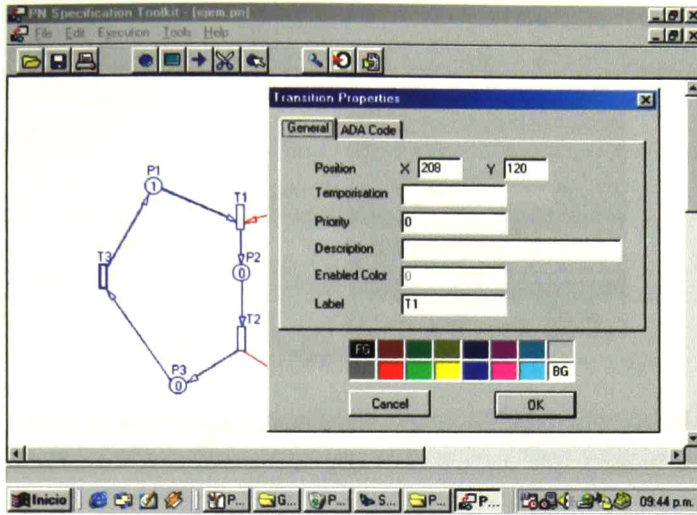 PN Specification Toolkit - [ejem.pn]
File Edit Execution Tools Help
Transition Properties
General ADA Code
Position X 208 Y 120
Temporisation
Priority 0
Description
Enabled Color 0
Label T1
FG
BG
Cancel OK
P1
1
T1
T3
P2
0
T2
P3
0
Inicio P... G... P... S... P... P... 09:44 p.m.